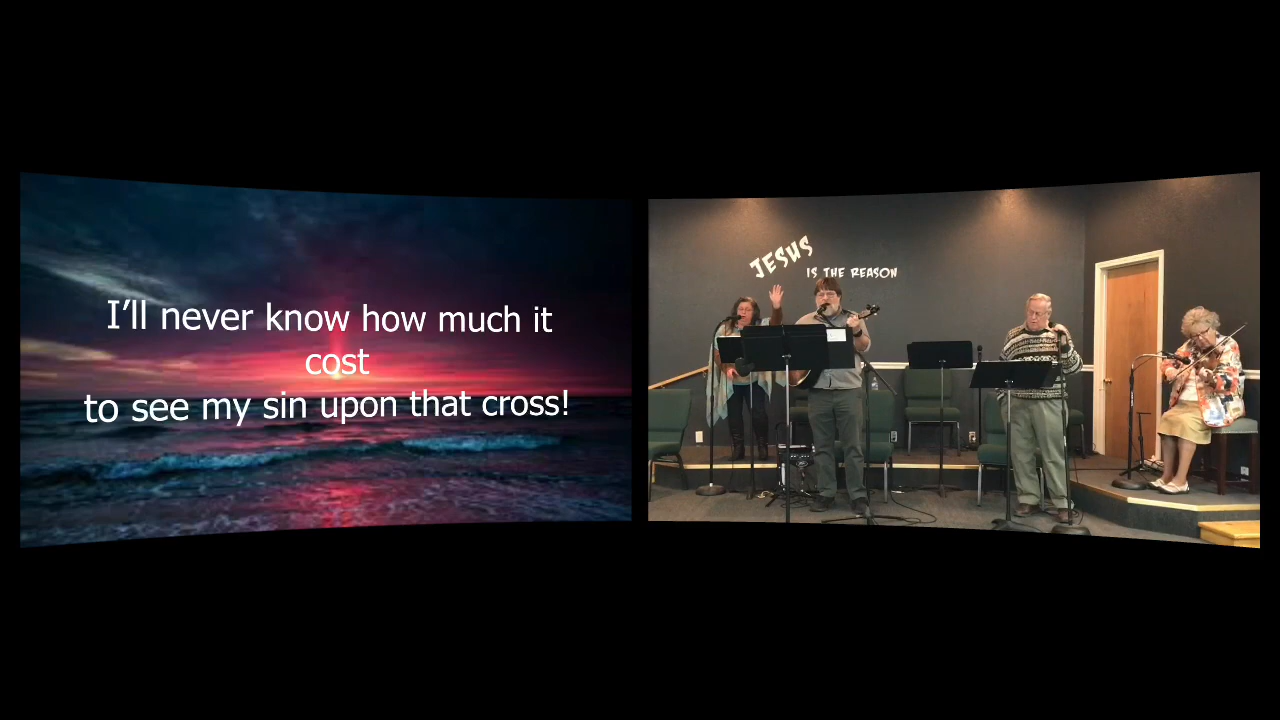 I’ll never know how much it
cost
to see my sin upon that cross!
JESUS
IS THE REASON